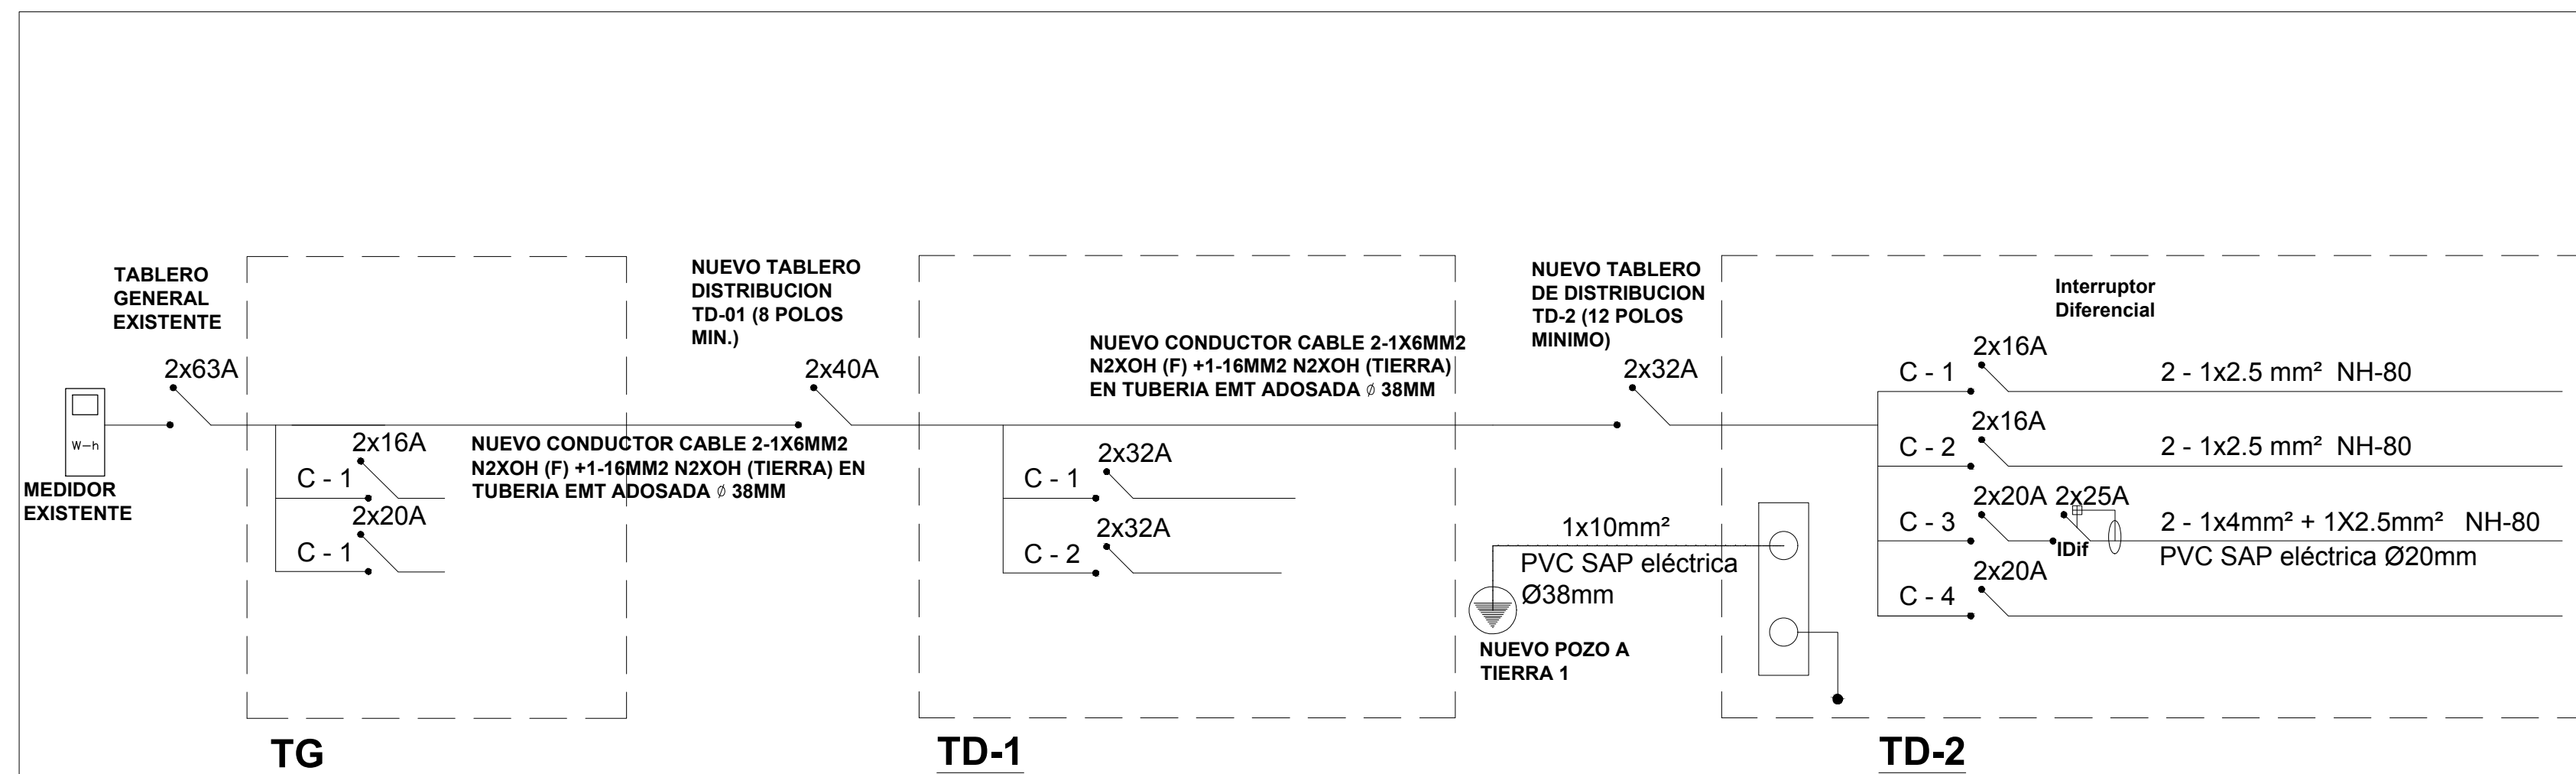 TABLERO
GENERAL
EXISTENTE
2x63A
W-h
MEDIDOR
EXISTENTE
2x16A
C - 1
2x20A
C - 1
TG
NUEVO CONDUCTOR CABLE 2-1X6MM2
N2XOH (F) +1-16MM2 N2XOH (TIERRA) EN
TUBERIA EMT ADOSADA ∅ 38MM
NUEVO TABLERO
DISTRIBUCION
TD-01 (8 POLOS
MIN.)
2x40A
NUEVO CONDUCTOR CABLE 2-1X6MM2
N2XOH (F) +1-16MM2 N2XOH (TIERRA)
EN TUBERIA EMT ADOSADA ∅ 38MM
2x32A
C - 1
2x32A
C - 2
TD-1
NUEVO TABLERO
DE DISTRIBUCION
TD-2 (12 POLOS
MINIMO)
2x32A
1x10mm²
PVC SAP eléctrica
Ø38mm
NUEVO POZO A
TIERRA 1
Interruptor
Diferencial
2x16A
C - 1
2 - 1x2.5 mm² NH-80
2x16A
C - 2
2 - 1x2.5 mm² NH-80
2x20A 2x25A
C - 3
IDif
2 - 1x4mm² + 1X2.5mm² NH-80
PVC SAP eléctrica Ø20mm
2x20A
C - 4
TD-2